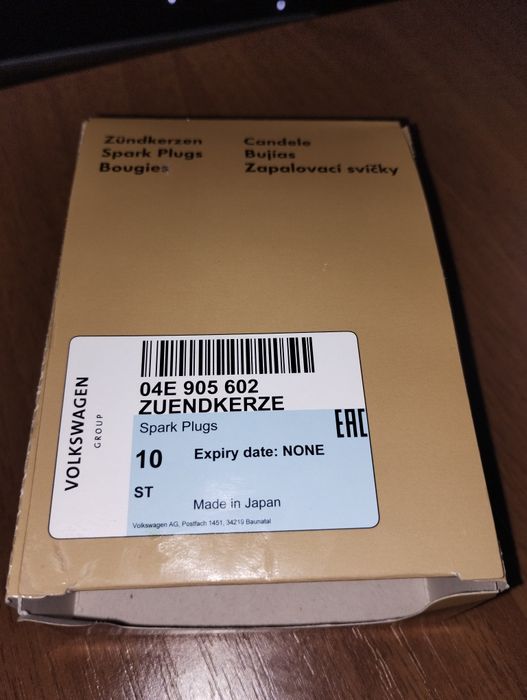 Zündkerzen
Spark Plugs
Bougies
Candele
Bujias
Zapalovací svíčky
VOLKSWAGEN
GROUP
04E 905 602
ZUENDKERZE
Spark Plugs
EAC
10
Expiry date: NONE
ST
Made in Japan
Volkswagen AG, Postfach 1451, 34219 Baunatal